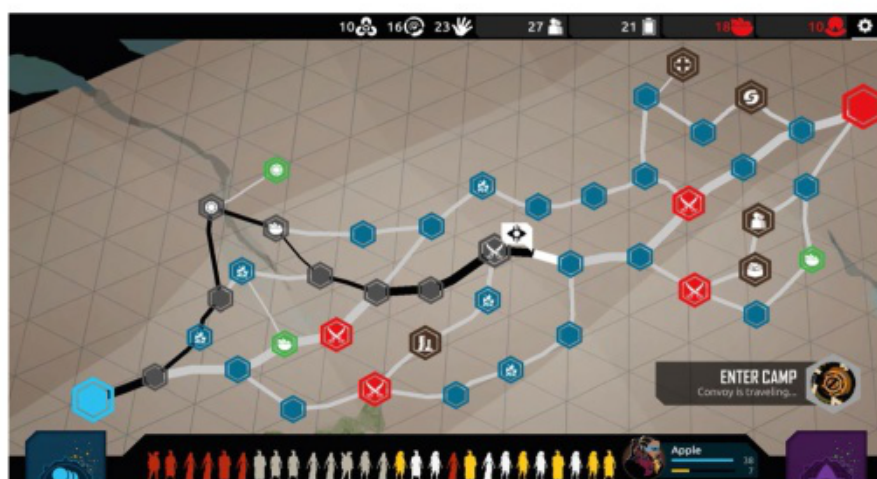 10 16 23 27 21 18 10
ENTER CAMP
Convoy is traveling...
Apple
38
7